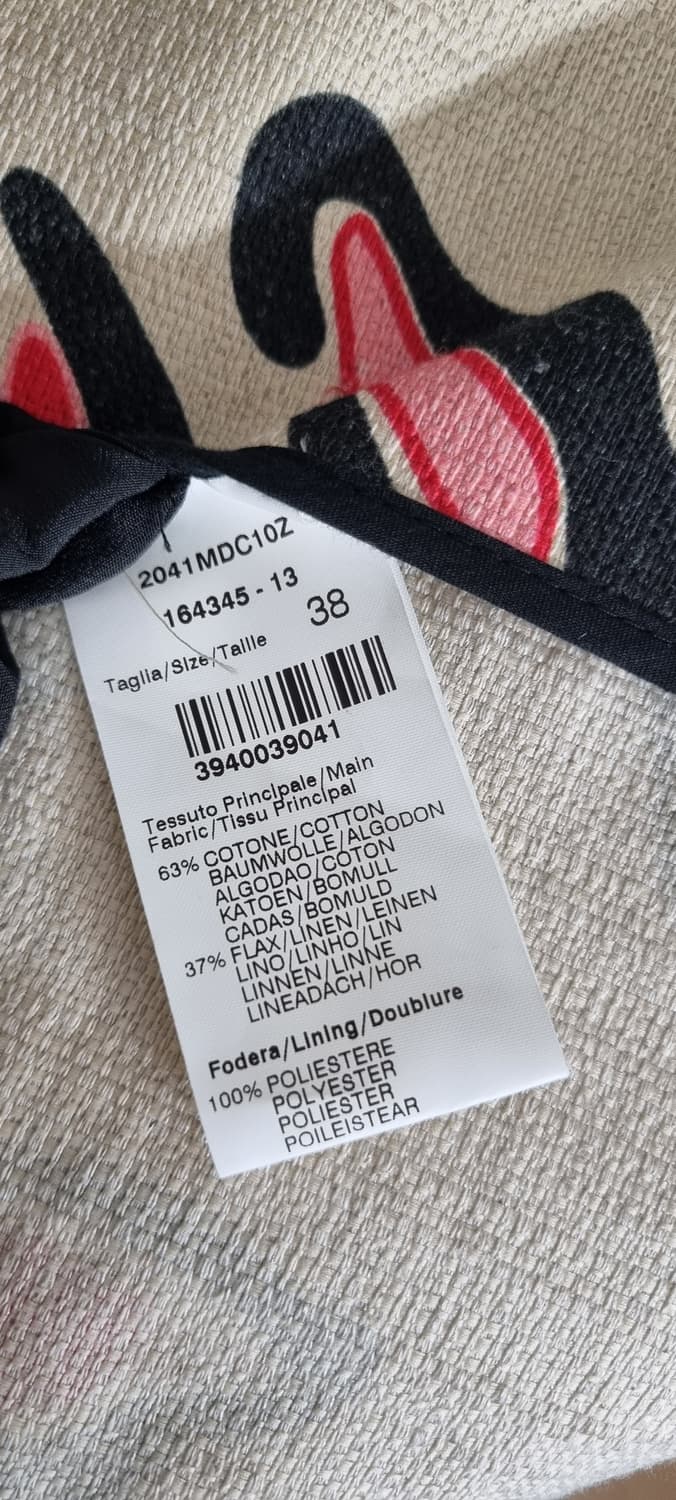 2041MDC10Z
164345 - 13
Taglia/Size/Taille 38
3940039041
Tessuto Principale/Main
Fabric/Tissu Principal
63% COTONE/COTTON
BAUMWOLLE/ALGODON
ALGODAO/COTON
KATOEN/BOMULL
CADAS/BOMULD
37% FLAX/LINEN/LEINEN
LINO/LINHO/LIN
LINNEN/LINNE
LINEADACH/HOR
Fodera/Lining/Doublure
100% POLIESTERE
POLYESTER
POLIESTER
POILEISTEAR